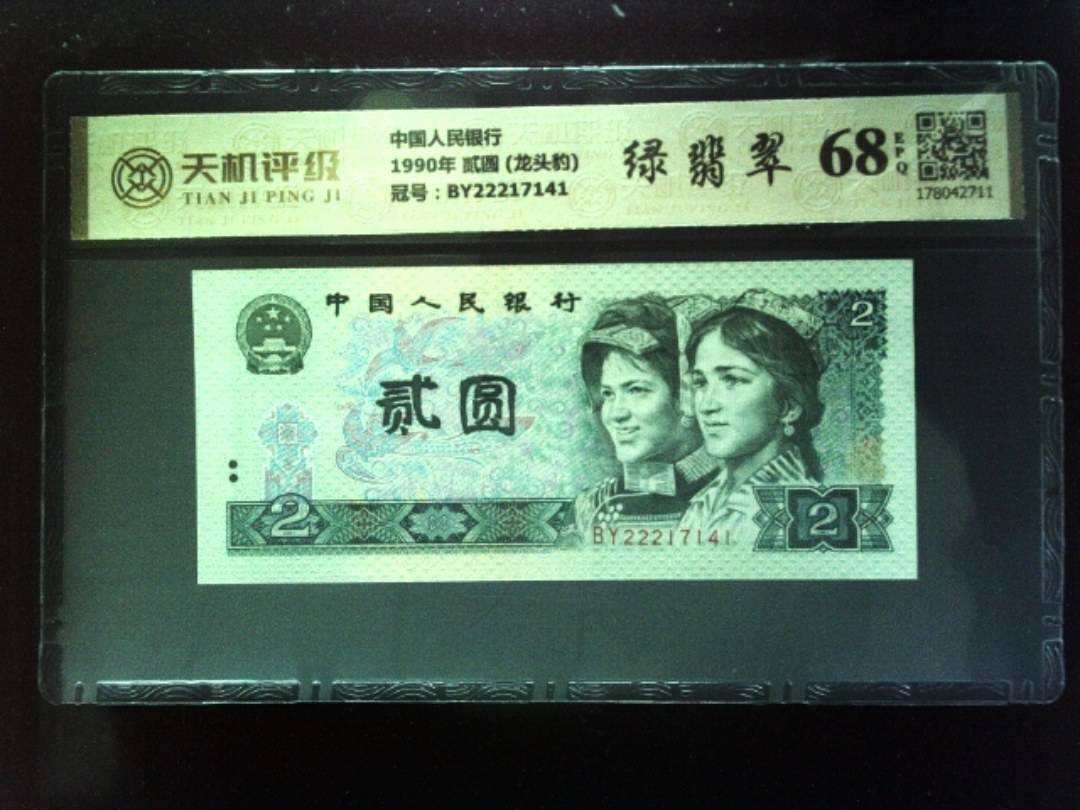 天机评级
TIAN JI PING JI
中国人民银行
1990年 贰圆 (龙头豹)
冠号：BY22217141
绿翡翠
68
EPQ
178042711
中国人民银行
2
贰圆
2
BY22217141
2